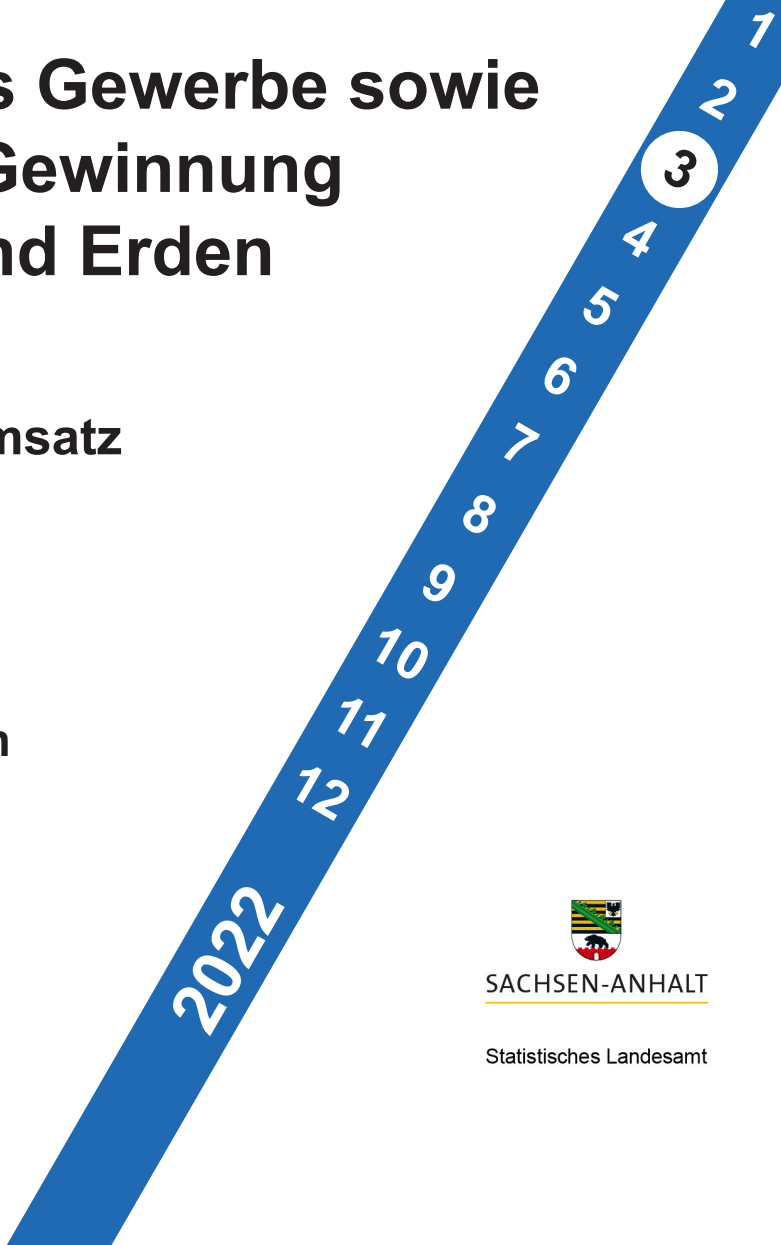 s Gewerbe sowie
Gewinnung
nd Erden
msatz
n
1
2
3
4
5
6
7
8
9
10
11
12
2022
SACHSEN-ANHALT
Statistisches Landesamt